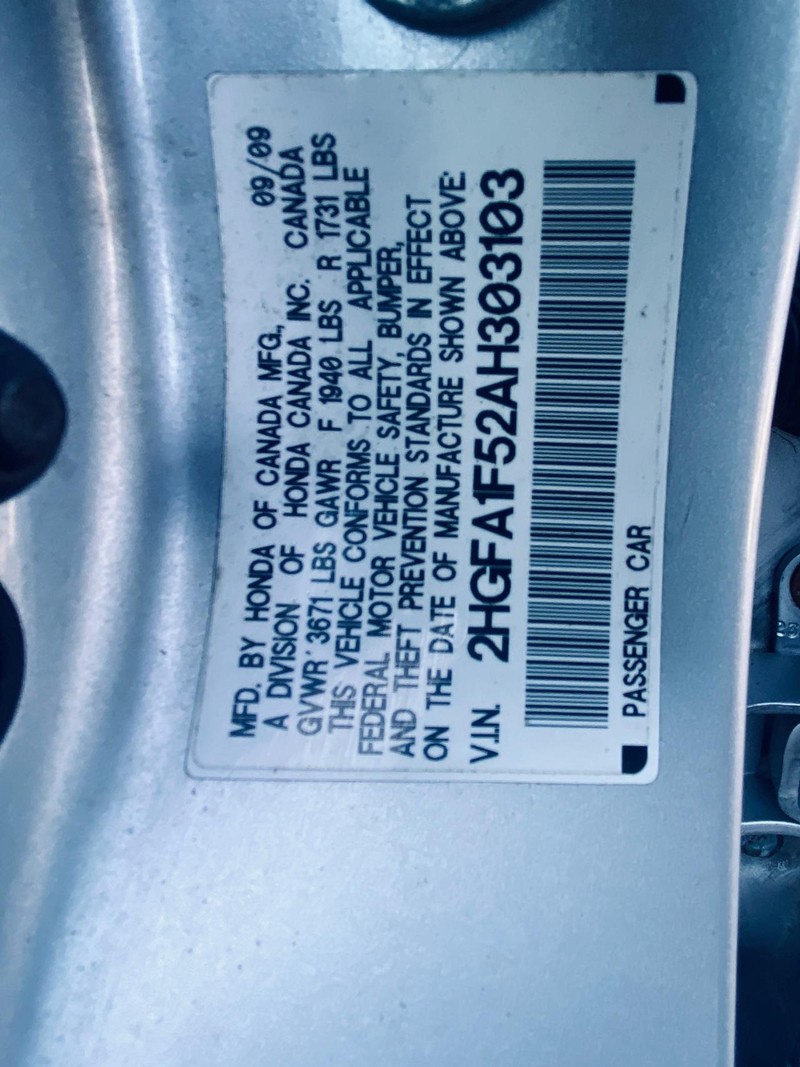 MFD. BY HONDA OF CANADA MFG., 09/09
A DIVISION OF HONDA CANADA INC. CANADA
GVWR 3671 LBS GAWR F 1940 LBS R 1731 LBS
THIS VEHICLE CONFORMS TO ALL APPLICABLE
FEDERAL MOTOR VEHICLE SAFETY, BUMPER,
AND THEFT PREVENTION STANDARDS IN EFFECT
ON THE DATE OF MANUFACTURE SHOWN ABOVE.
V.I.N. 2HGFA1F52AH303103
PASSENGER CAR